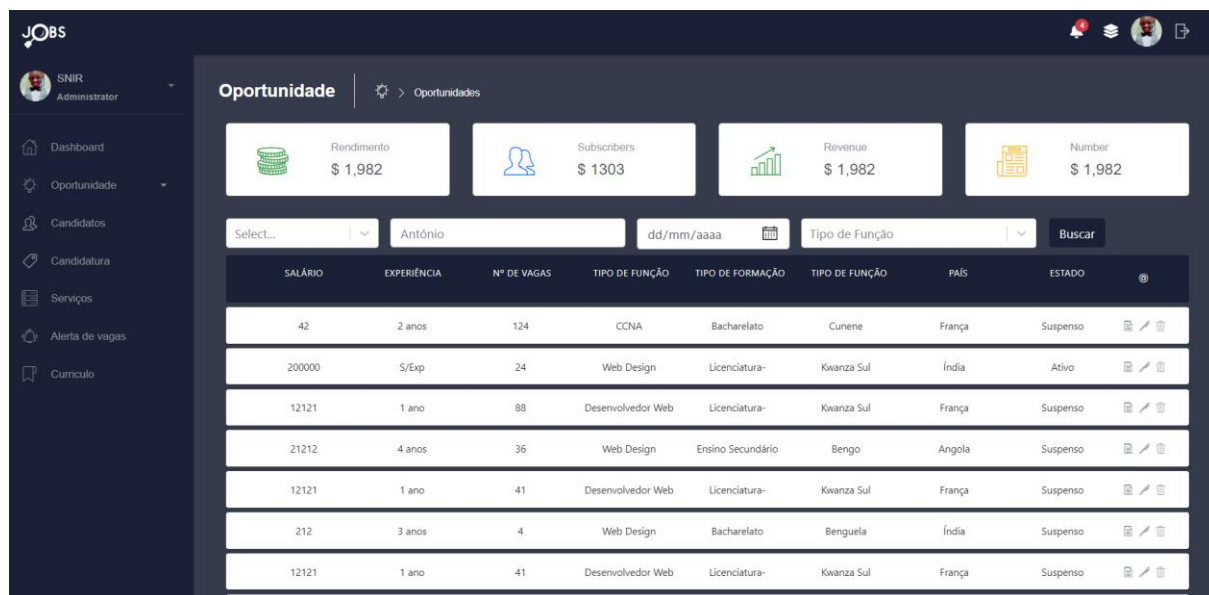 JOBS
4
SNIR
Administrator
Dashboard
Oportunidade
Candidatos
Candidatura
Serviços
Alerta de vagas
Curriculo
Oportunidade > Oportunidades
Rendimento
$ 1,982
Subscribers
$ 1303
Revenue
$ 1,982
Number
$ 1,982
Select... António dd/mm/aaaa Tipo de Função Buscar
SALÁRIO EXPERIÊNCIA Nº DE VAGAS TIPO DE FUNÇÃO TIPO DE FORMAÇÃO TIPO DE FUNÇÃO PAÍS ESTADO
42 2 anos 124 CCNA Bacharelato Cunene França Suspenso
200000 S/Exp 24 Web Design Licenciatura- Kwanza Sul Índia Ativo
12121 1 ano 88 Desenvolvedor Web Licenciatura- Kwanza Sul França Suspenso
21212 4 anos 36 Web Design Ensino Secundário Bengo Angola Suspenso
12121 1 ano 41 Desenvolvedor Web Licenciatura- Kwanza Sul França Suspenso
212 3 anos 4 Web Design Bacharelato Benguela Índia Suspenso
12121 1 ano 41 Desenvolvedor Web Licenciatura- Kwanza Sul França Suspenso